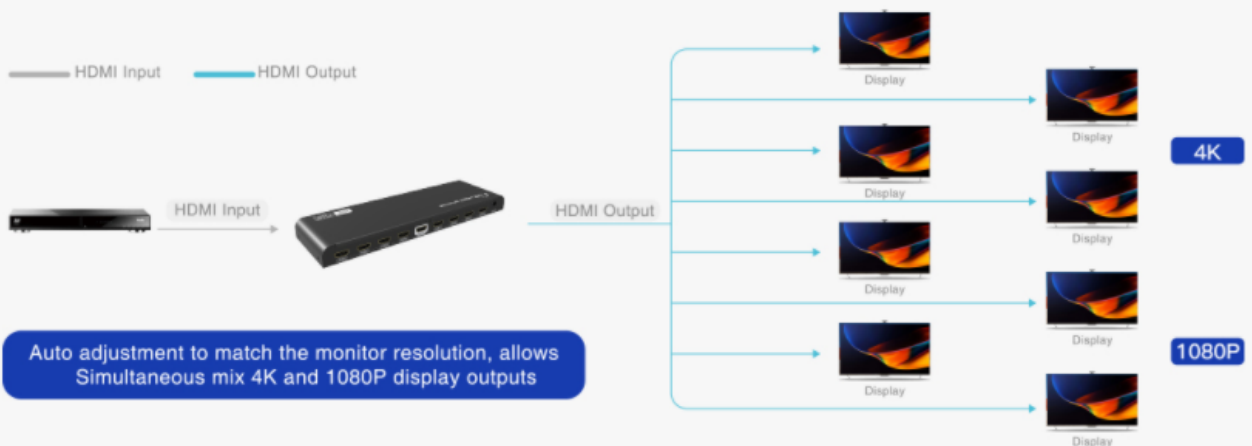 HDMI Input
HDMI Output
Display
Display
4K
Display
HDMI Input
HDMI Output
Display
Display
Display
Auto adjustment to match the monitor resolution, allows
Simultaneous mix 4K and 1080P display outputs
1080P
Display
Display
Display